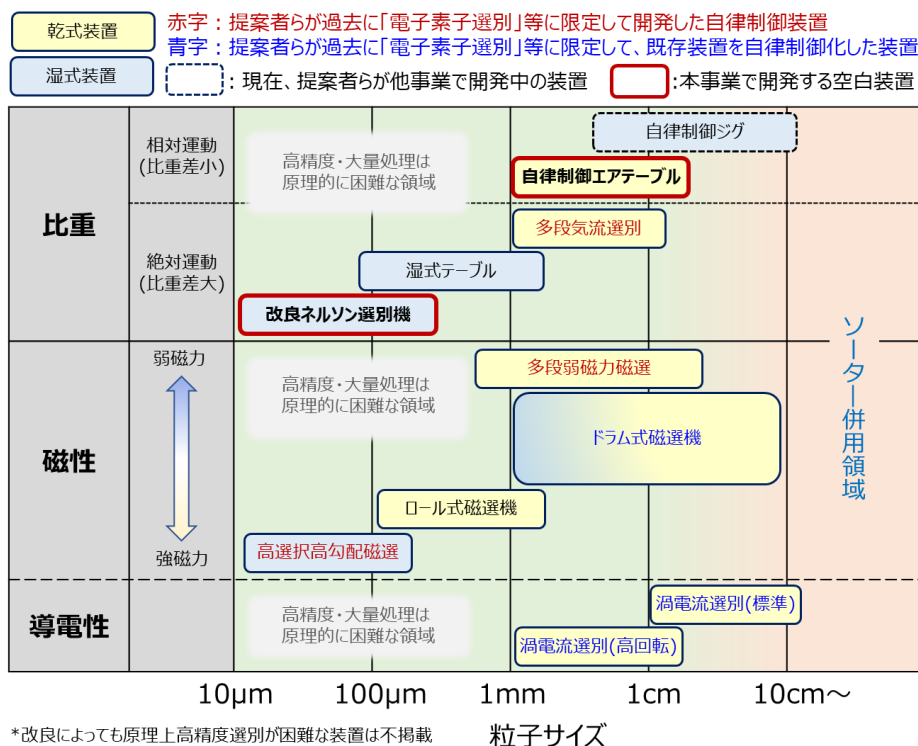 乾式装置
赤字：提案者らが過去に「電子素子選別」等に限定して開発した自律制御装置
青字：提案者らが過去に「電子素子選別」等に限定して、既存装置を自律制御化した装置
湿式装置
：現在、提案者らが他事業で開発中の装置
：本事業で開発する空白装置
比重
相対運動
(比重差小)
高精度・大量処理は
原理的に困難な領域
自律制御ジグ
自律制御エアテーブル
絶対運動
(比重差大)
多段気流選別
湿式テーブル
改良ネルソン選別機
ソーター併用領域
磁性
弱磁力
強磁力
高精度・大量処理は
原理的に困難な領域
多段弱磁力磁選
ドラム式磁選機
ロール式磁選機
高選択高勾配磁選
導電性
高精度・大量処理は
原理的に困難な領域
渦電流選別(標準)
渦電流選別(高回転)
10μm
100μm
1mm
1cm
10cm～
粒子サイズ
*改良によっても原理上高精度選別が困難な装置は不掲載